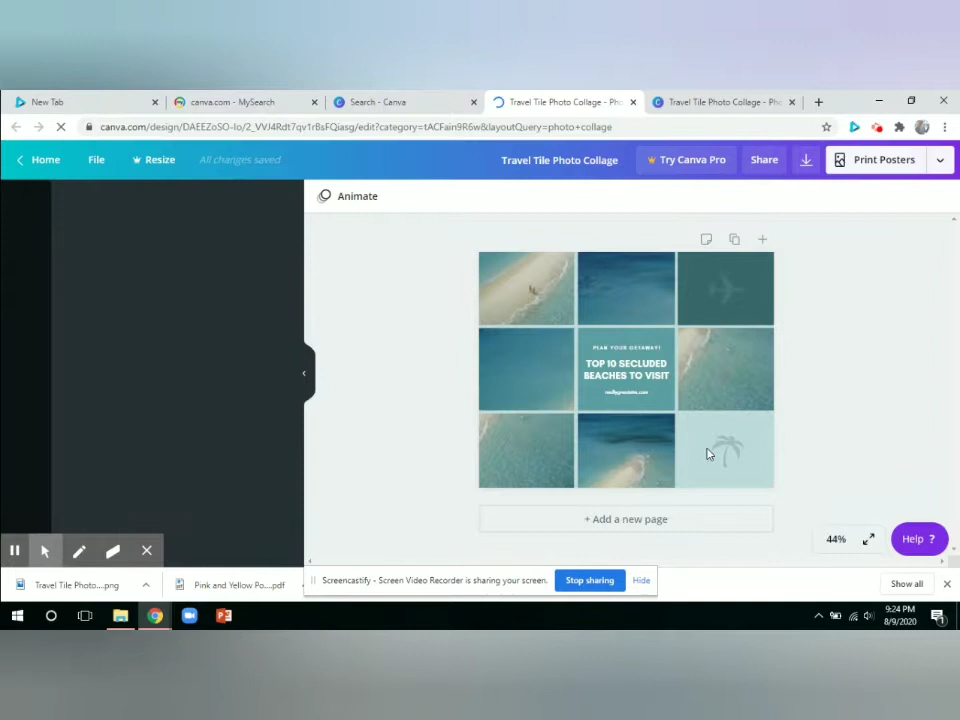 New Tab
canva.com - MySearch
Search - Canva
Travel Tile Photo Collage - Pho
Travel Tile Photo Collage - Pho
canva.com/design/DAEEZoSO-Io/2_VVJ4Rdt7qv1r8sFQiasg/edit?category=tACFain9R6w&layoutQuery=photo+collage
Home
File
Resize
All changes saved
Travel Tile Photo Collage
Try Canva Pro
Share
Print Posters
Animate
PLAN YOUR GETAWAY!
TOP 10 SECLUDED
BEACHES TO VISIT
reallygreatsite.com
+ Add a new page
44%
Help ?
Travel Tile Photo....png
Pink and Yellow Po....pdf
Screencastify - Screen Video Recorder is sharing your screen.
Stop sharing
Hide
Show all
9:24 PM
8/9/2020